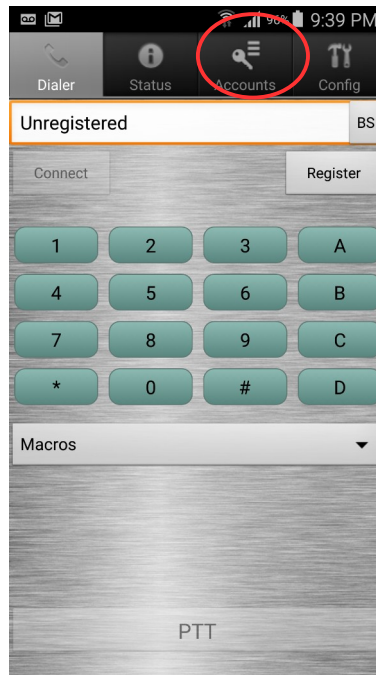 96% 9:39 PM
Dialer Status Accounts Config
Unregistered BS
Connect Register
1 2 3 A
4 5 6 B
7 8 9 C
* 0 # D
Macros
PTT